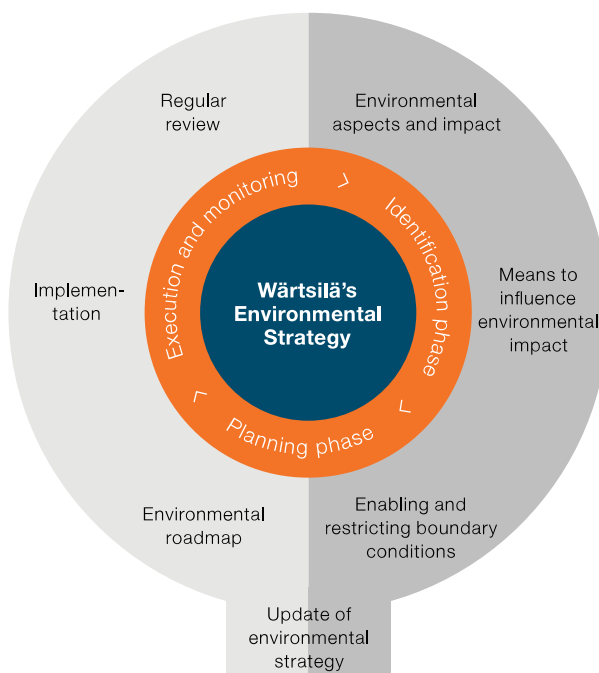 Regular
review
Environmental
aspects and impact
Execution and monitoring
>
Identification phase
>
Planning phase
>
Wärtsilä's
Environmental
Strategy
Implemen-
tation
Means to
influence
environmental
impact
Environmental
roadmap
Enabling and
restricting boundary
conditions
Update of
environmental
strategy